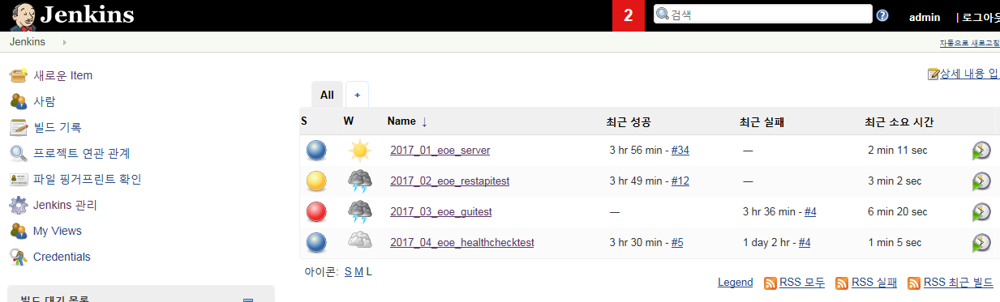 Jenkins
2 검색 admin | 로그아웃
Jenkins 자동으로 새로고침
상세 내용 입
새로운 Item
사람
빌드 기록
프로젝트 연관 관계
파일 핑거프린트 확인
Jenkins 관리
My Views
Credentials
빌드 대기 목록
All +
S W Name ↓ 최근 성공 최근 실패 최근 소요 시간
2017_01_eoe_server 3 hr 56 min - #34 — 2 min 11 sec
2017_02_eoe_restapitest 3 hr 49 min - #12 — 3 min 2 sec
2017_03_eoe_guitest — 3 hr 36 min - #4 6 min 20 sec
2017_04_eoe_healthchecktest 3 hr 30 min - #5 1 day 2 hr - #4 1 min 5 sec
아이콘: S M L
Legend RSS 모두 RSS 실패 RSS 최근 빌드